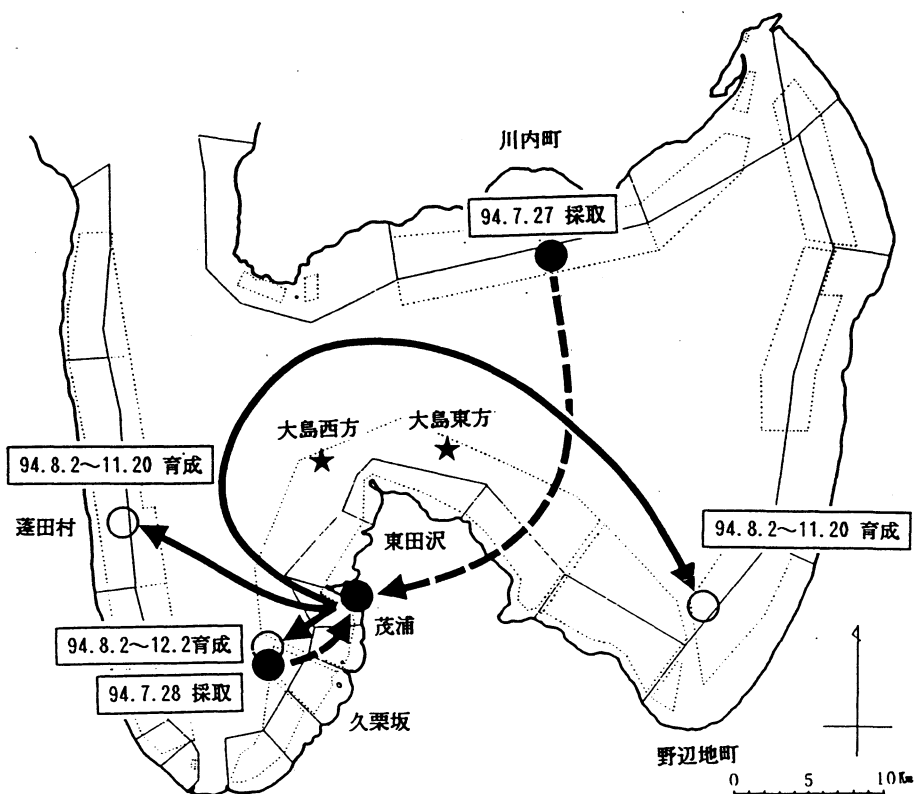 川内町
94.7.27 採取
大島西方
大島東方
94.8.2～11.20 育成
蓬田村
東田沢
94.8.2～11.20 育成
茂浦
94.8.2～12.2育成
94.7.28 採取
久栗坂
野辺地町
0 5 10Km